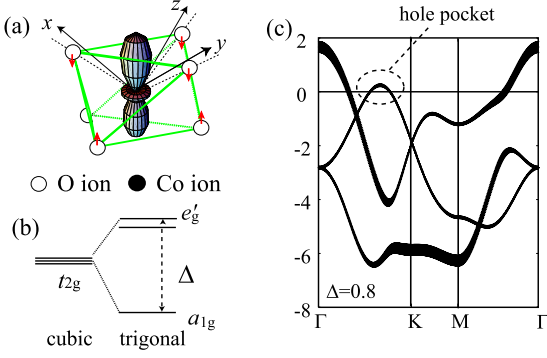 (a)
x
z
y
O ion
Co ion
(b)
e′g
t2g
Δ
a1g
cubic
trigonal
(c)
hole pocket
0
-2
-4
-6
-8
2
Δ=0.8
Γ
K
M
Γ